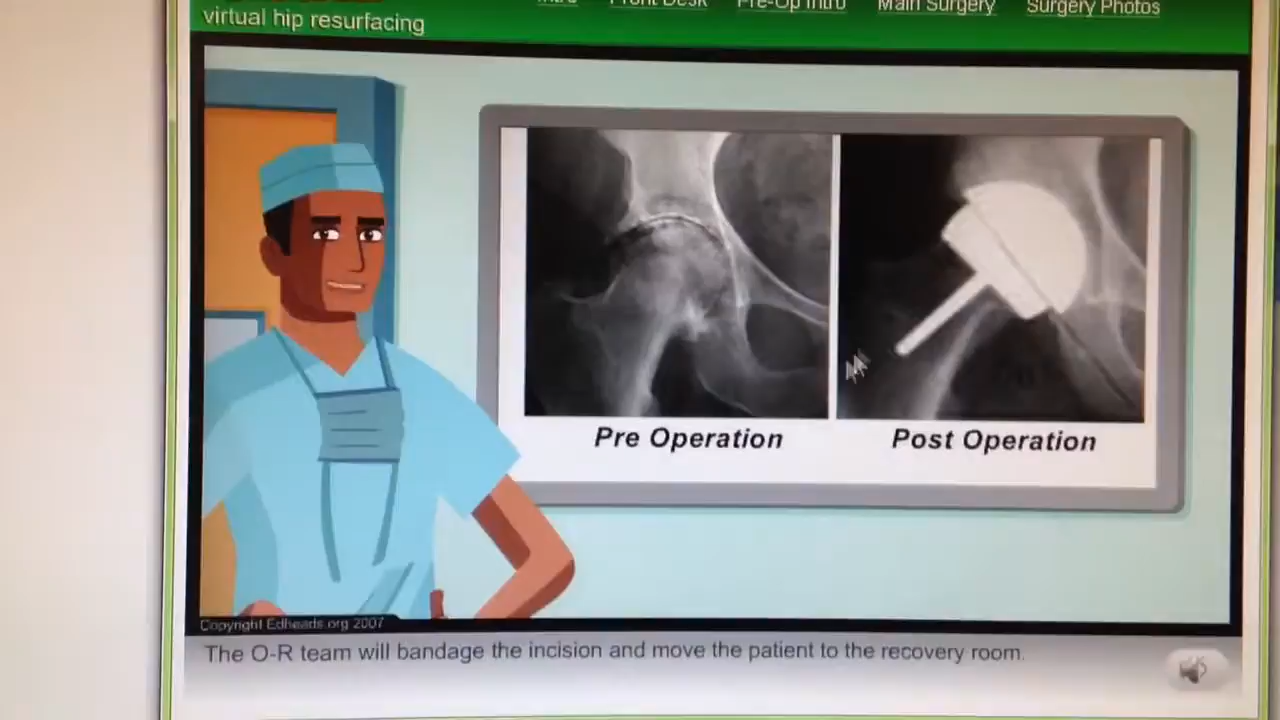 Intro Front Desk Pre-Op Intro Main Surgery Surgery Photos
virtual hip resurfacing
Pre Operation Post Operation
Copyright Edheads.org 2007
The O-R team will bandage the incision and move the patient to the recovery room.